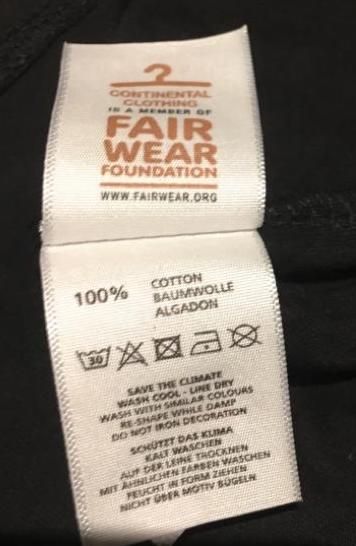 CONTINENTAL
CLOTHING
IS A MEMBER OF
FAIR
WEAR
FOUNDATION
WWW.FAIRWEAR.ORG
100% COTTON
BAUMWOLLE
ALGADON
30
SAVE THE CLIMATE
WASH COOL - LINE DRY
WASH WITH SIMILAR COLOURS
RE-SHAPE WHILE DAMP
DO NOT IRON DECORATION
SCHÜTZT DAS KLIMA
KALT WASCHEN
AUF DER LEINE TROCKNEN
MIT ÄHNLICHEN FARBEN WASCHEN
FEUCHT IN FORM ZIEHEN
NICHT ÜBER MOTIV BÜGELN